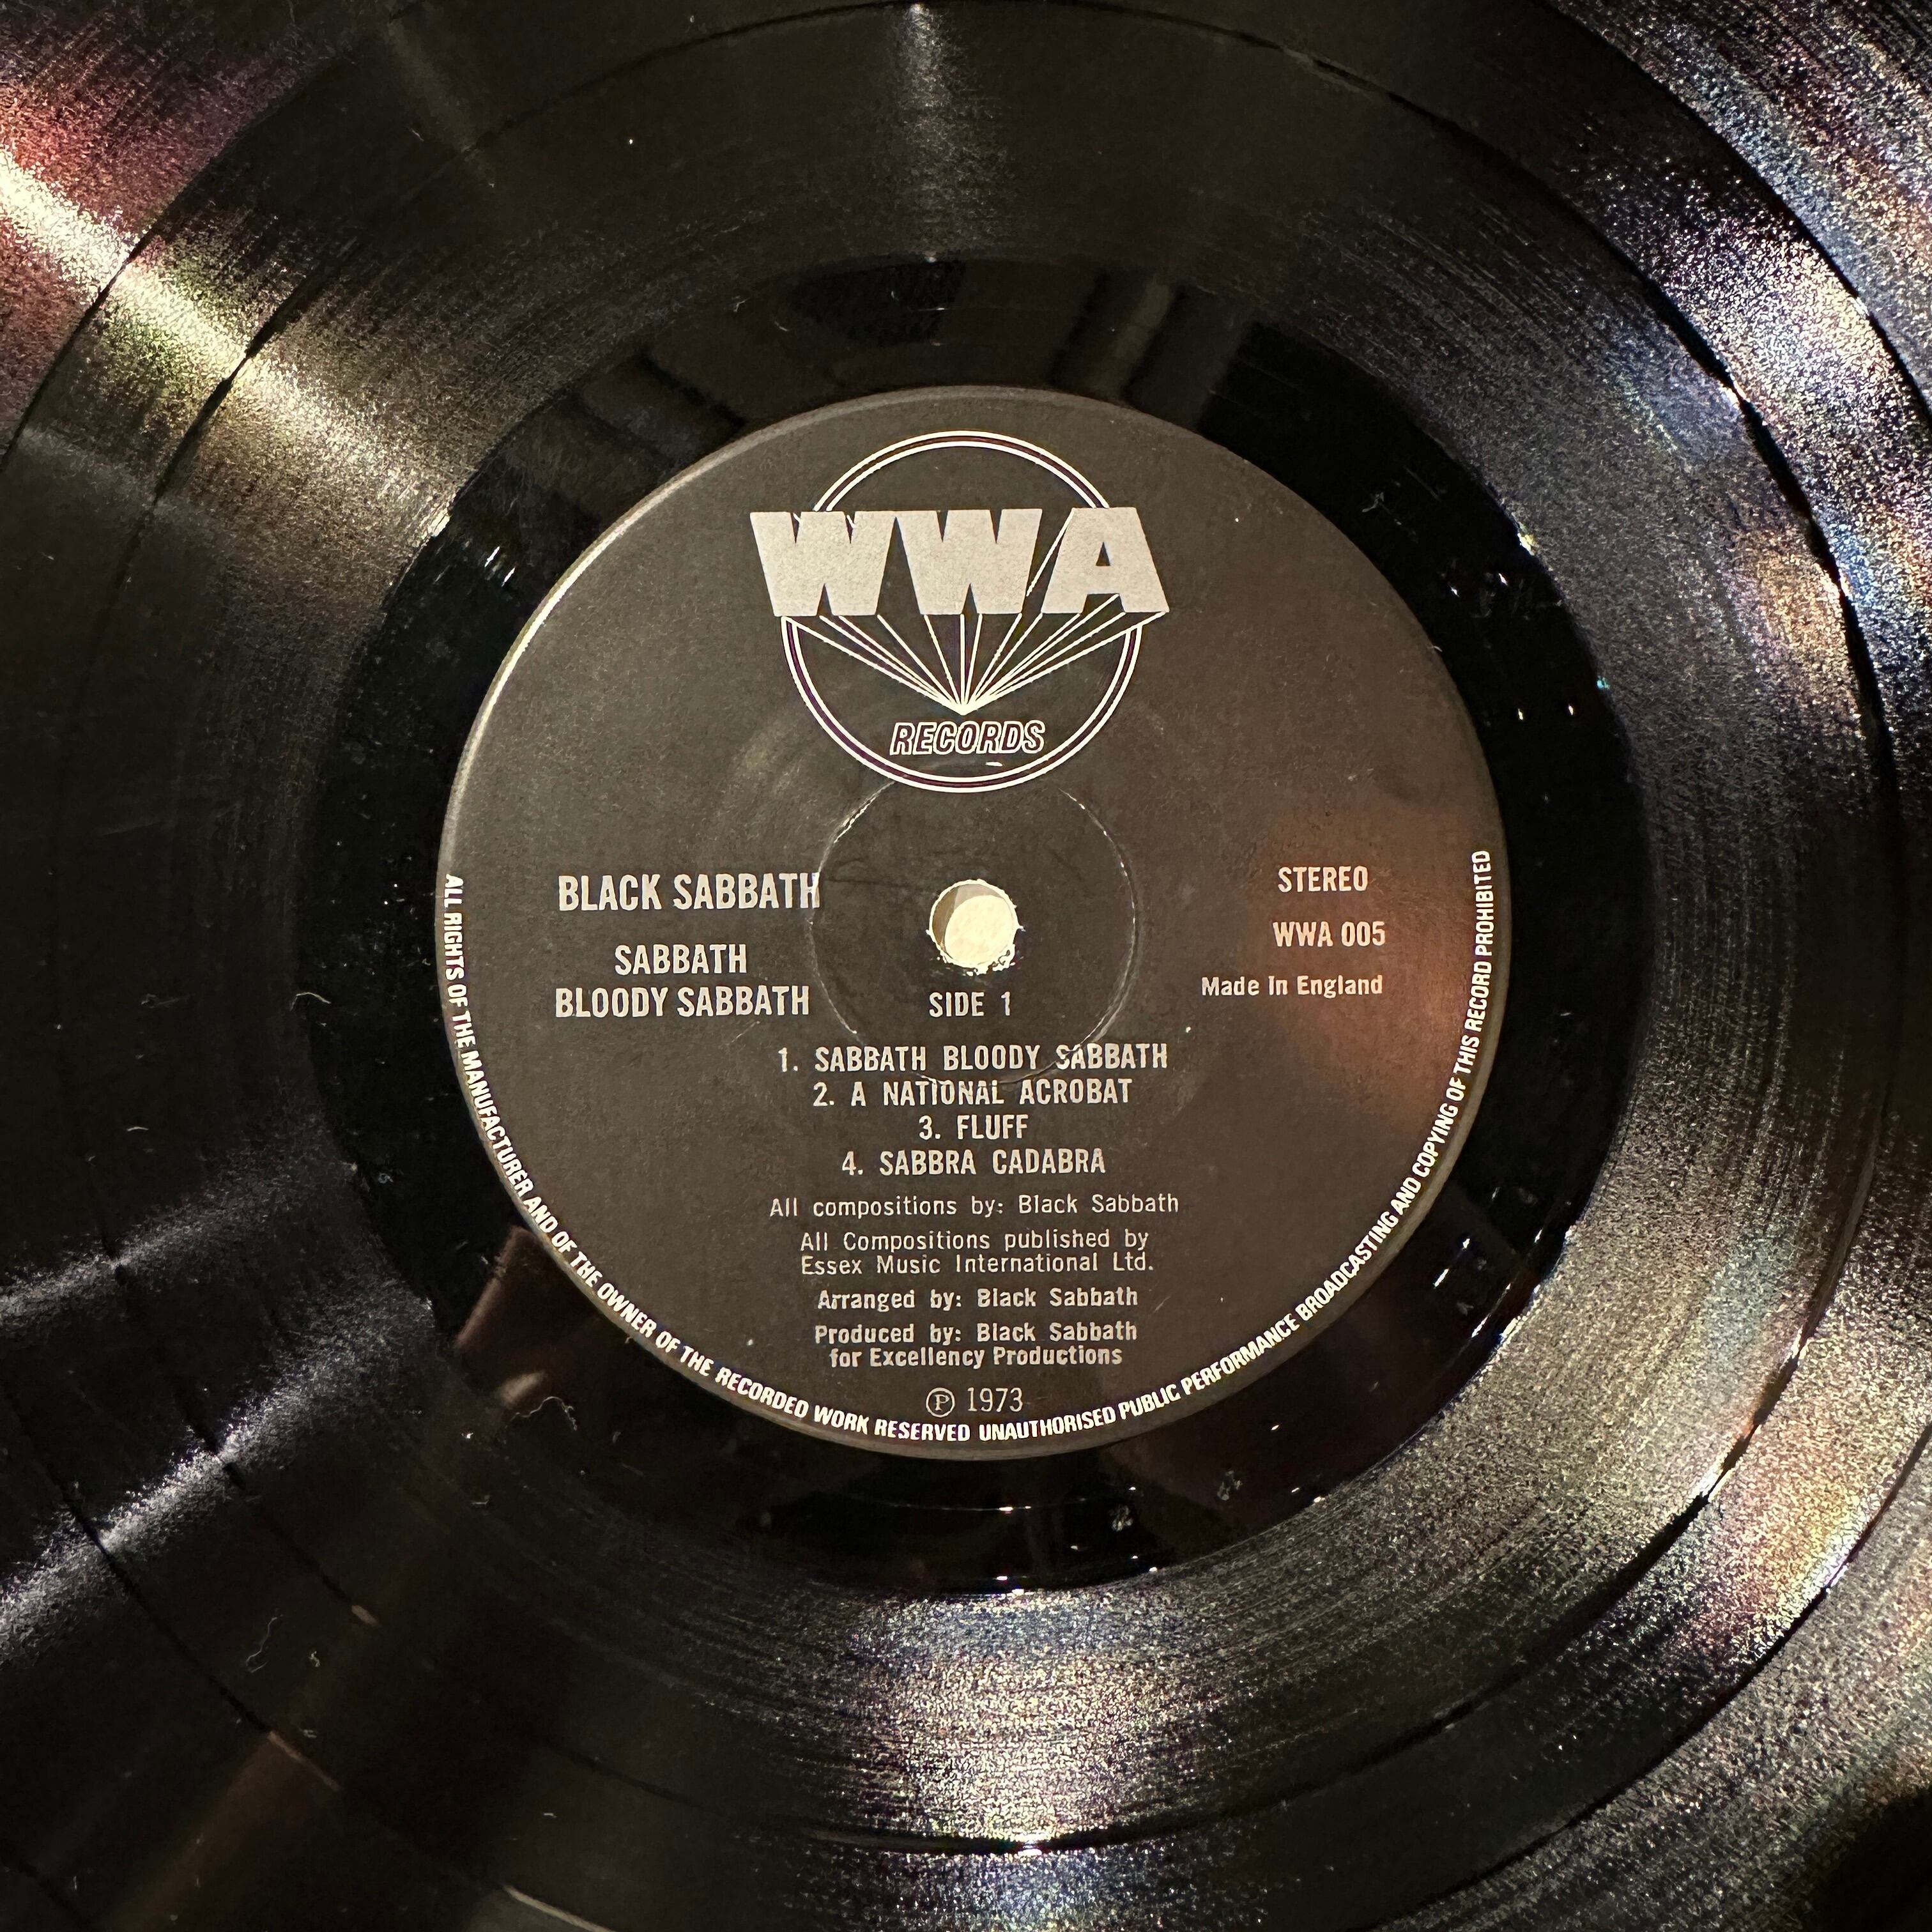 WWA
RECORDS
BLACK SABBATH
SABBATH
BLOODY SABBATH
STEREO
WWA 005
Made in England
SIDE 1
1. SABBATH BLOODY SABBATH
2. A NATIONAL ACROBAT
3. FLUFF
4. SABBRA CADABRA
All compositions by: Black Sabbath
All Compositions published by
Essex Music International Ltd.
Arranged by: Black Sabbath
Produced by: Black Sabbath
for Excellency Productions
Ⓟ 1973
ALL RIGHTS OF THE MANUFACTURER AND OF THE OWNER OF THE RECORDED WORK RESERVED UNAUTHORISED PUBLIC PERFORMANCE BROADCASTING AND COPYING OF THIS RECORD PROHIBITED